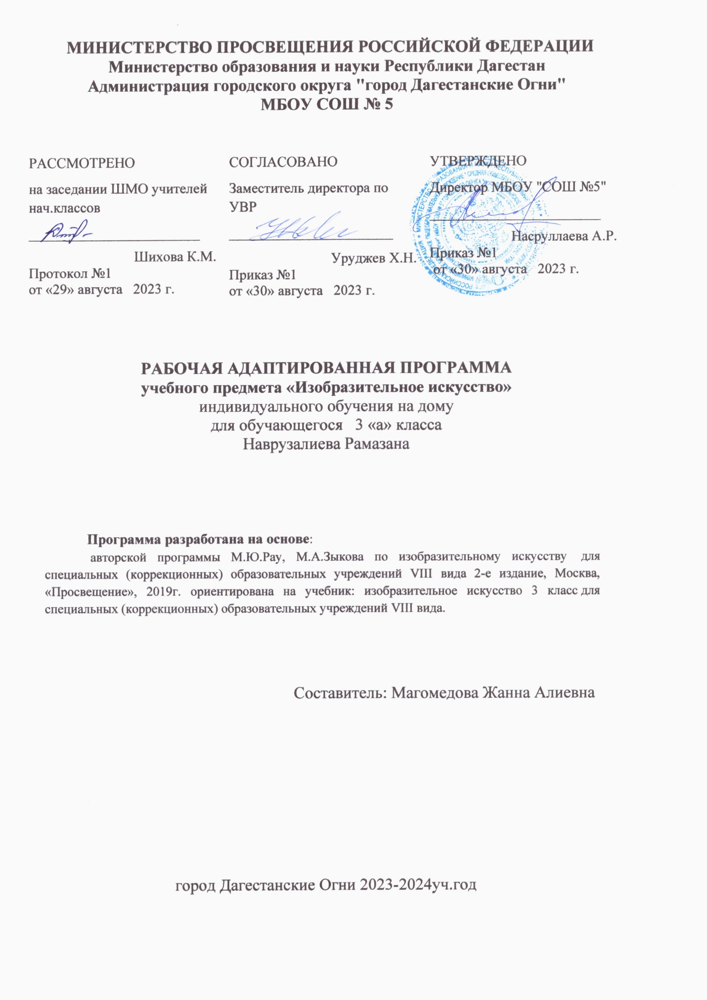 МИНИСТЕРСТВО ПРОСВЕЩЕНИЯ РОССИЙСКОЙ ФЕДЕРАЦИИ
Министерство образования и науки Республики Дагестан
Администрация городского округа "город Дагестанские Огни"
МБОУ СОШ № 5
РАССМОТРЕНО
на заседании ШМО учителей
нач.классов
Шихова К.М.
Протокол №1
от «29» августа 2023 г.
СОГЛАСОВАНО
Заместитель директора по
УВР
Уруджев Х.Н.
Приказ №1
от «30» августа 2023 г.
УТВЕРЖДЕНО
Директор МБОУ "СОШ №5"
Насруллаева А.Р.
Приказ №1
от «30» августа 2023 г.
РАБОЧАЯ АДАПТИРОВАННАЯ ПРОГРАММА
учебного предмета «Изобразительное искусство»
индивидуального обучения на дому
для обучающегося 3 «а» класса
Наврузалиева Рамазана
Программа разработана на основе:
авторской программы М.Ю.Рау, М.А.Зыкова по изобразительному искусству для
специальных (коррекционных) образовательных учреждений VIII вида 2-е издание, Москва,
«Просвещение», 2019г. ориентирована на учебник: изобразительное искусство 3 класс для
специальных (коррекционных) образовательных учреждений VIII вида.
Составитель: Магомедова Жанна Алиевна
город Дагестанские Огни 2023-2024уч.год